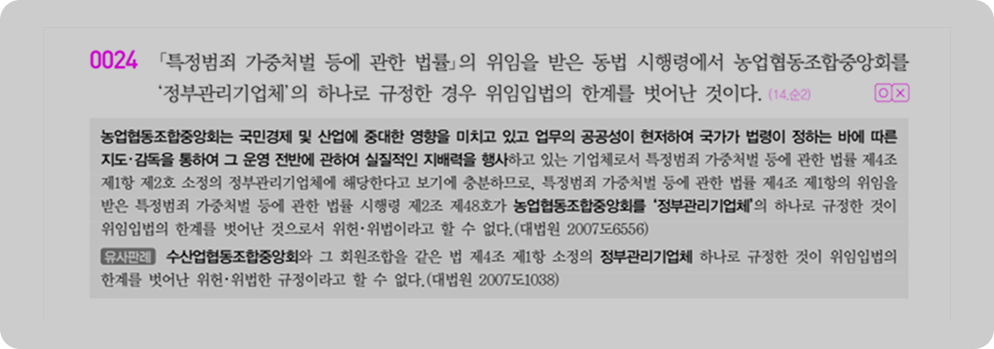 0024 「특정범죄 가중처벌 등에 관한 법률」의 위임을 받은 동법 시행령에서 농업협동조합중앙회를
'정부관리기업체'의 하나로 규정한 경우 위임입법의 한계를 벗어난 것이다. (14.순2) O X
농업협동조합중앙회는 국민경제 및 산업에 중대한 영향을 미치고 있고 업무의 공공성이 현저하여 국가가 법령이 정하는 바에 따른
지도·감독을 통하여 그 운영 전반에 관하여 실질적인 지배력을 행사하고 있는 기업체로서 특정범죄 가중처벌 등에 관한 법률 제4조
제1항 제2호 소정의 정부관리기업체에 해당한다고 보기에 충분하므로, 특정범죄 가중처벌 등에 관한 법률 제4조 제1항의 위임을
받은 특정범죄 가중처벌 등에 관한 법률 시행령 제2조 제48호가 농업협동조합중앙회를 '정부관리기업체'의 하나로 규정한 것이
위임입법의 한계를 벗어난 것으로서 위헌·위법이라고 할 수 없다.(대법원 2007도6556)
유사판례 수산업협동조합중앙회와 그 회원조합을 같은 법 제4조 제1항 소정의 정부관리기업체 하나로 규정한 것이 위임입법의
한계를 벗어난 위헌·위법한 규정이라고 할 수 없다.(대법원 2007도1038)